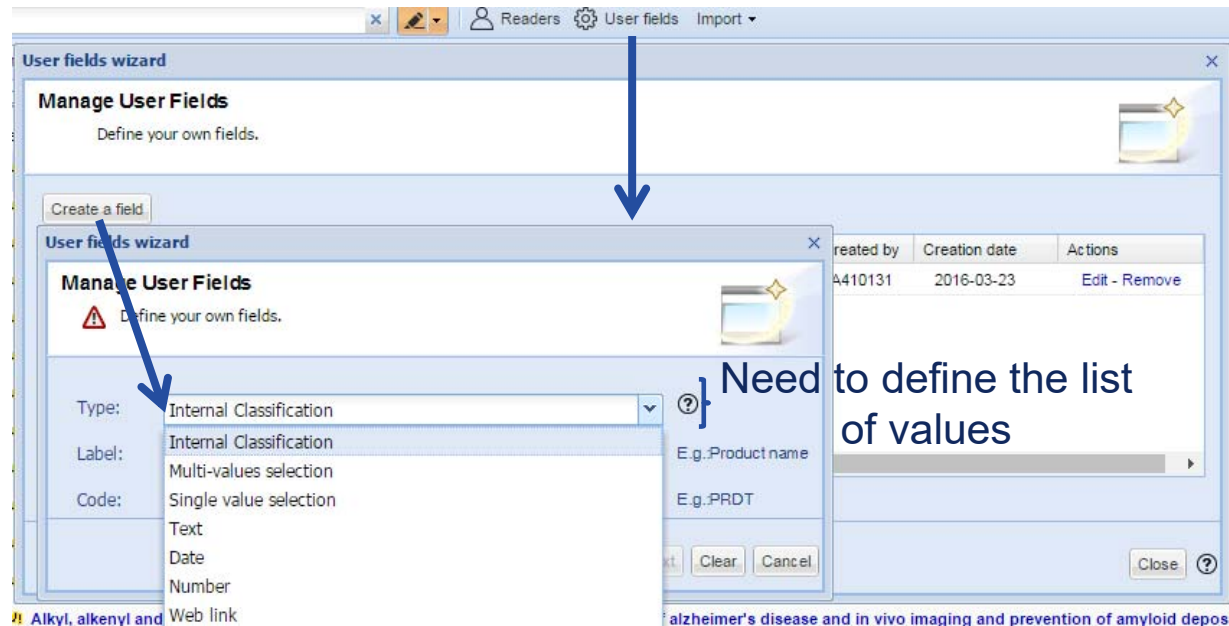 Readers User fields Import
User fields wizard
Manage User Fields
Define your own fields.
Create a field
Creation date Actions
2016-03-23 Edit - Remove
User fields wizard
Manage User Fields
Define your own fields.
Need to define the list
of values
Type: Internal Classification
Internal Classification
Label: E.g.:Product name
Multi-values selection
Code: Single value selection E.g.:PRDT
Text
Date
Number
Web link
Clear Cancel
Close
Alkyl, alkenyl and
alzheimer's disease and in vivo imaging and prevention of amyloid